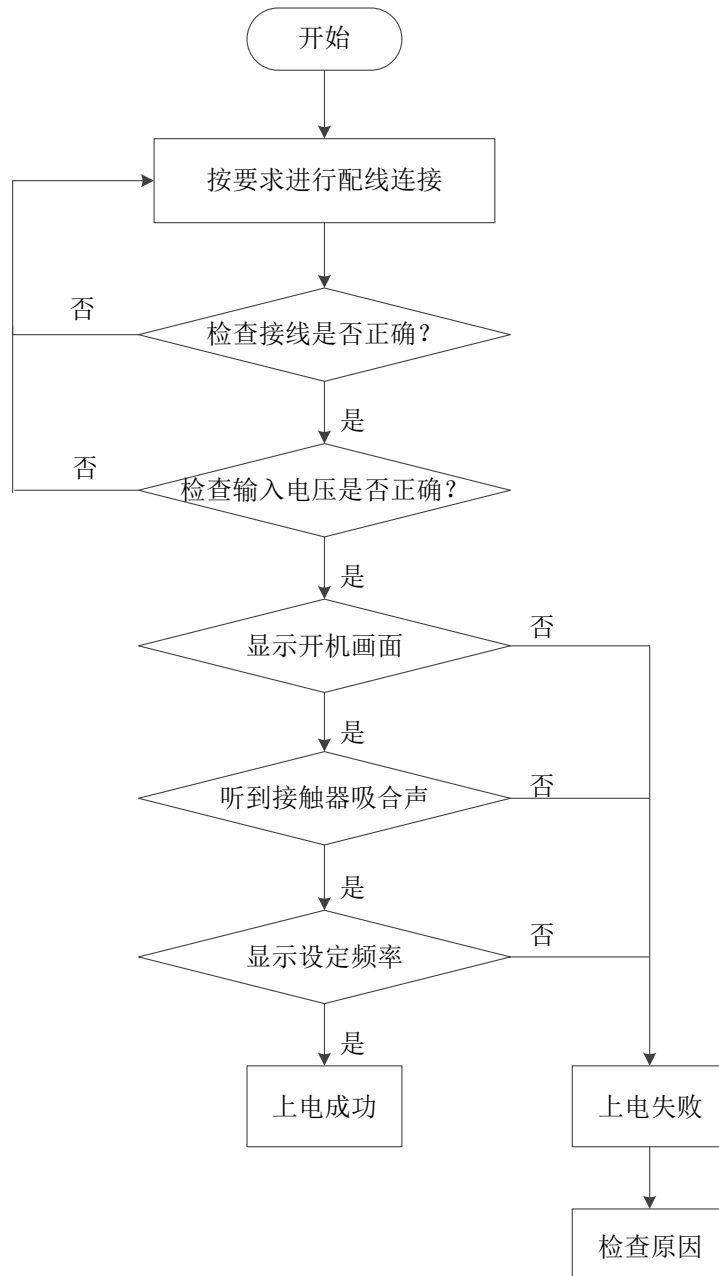 开始
按要求进行配线连接
否
检查接线是否正确？
是
否
检查输入电压是否正确？
是
否
显示开机画面
是
听到接触器吸合声
否
是
否
显示设定频率
是
上电成功
上电失败
检查原因